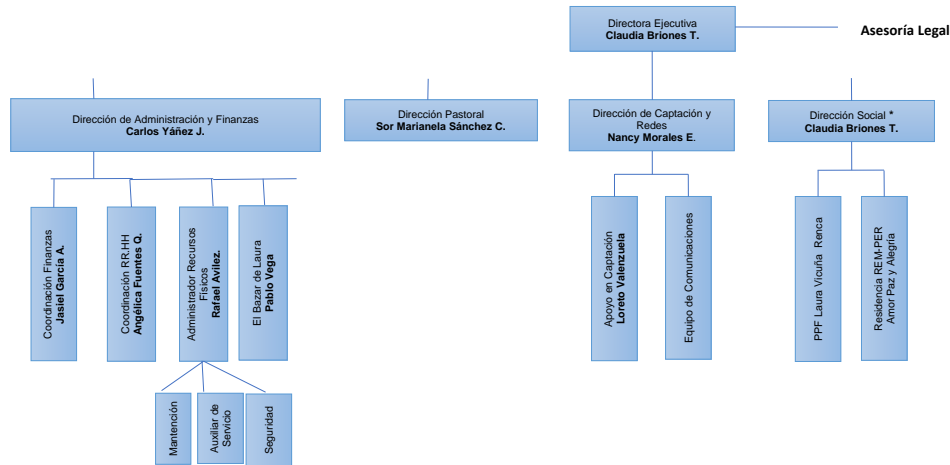 Directora Ejecutiva
Claudia Briones T.
Asesoría Legal
Dirección de Administración y Finanzas
Carlos Yáñez J.
Dirección Pastoral
Sor Marianela Sánchez C.
Dirección de Captación y
Redes
Nancy Morales E.
Dirección Social *
Claudia Briones T.
Coordinación Finanzas
Jasiel García A.
Coordinación RR.HH
Angélica Fuentes Q.
Administrador Recursos
Físicos
Rafael Avilez.
El Bazar de Laura
Pablo Vega
Apoyo en Captación
Loreto Valenzuela
Equipo de Comunicaciones
PPF Laura Vicuña Renca
Residencia REM-PER
Amor Paz y Alegría
Mantención
Auxiliar de
Servicio
Seguridad